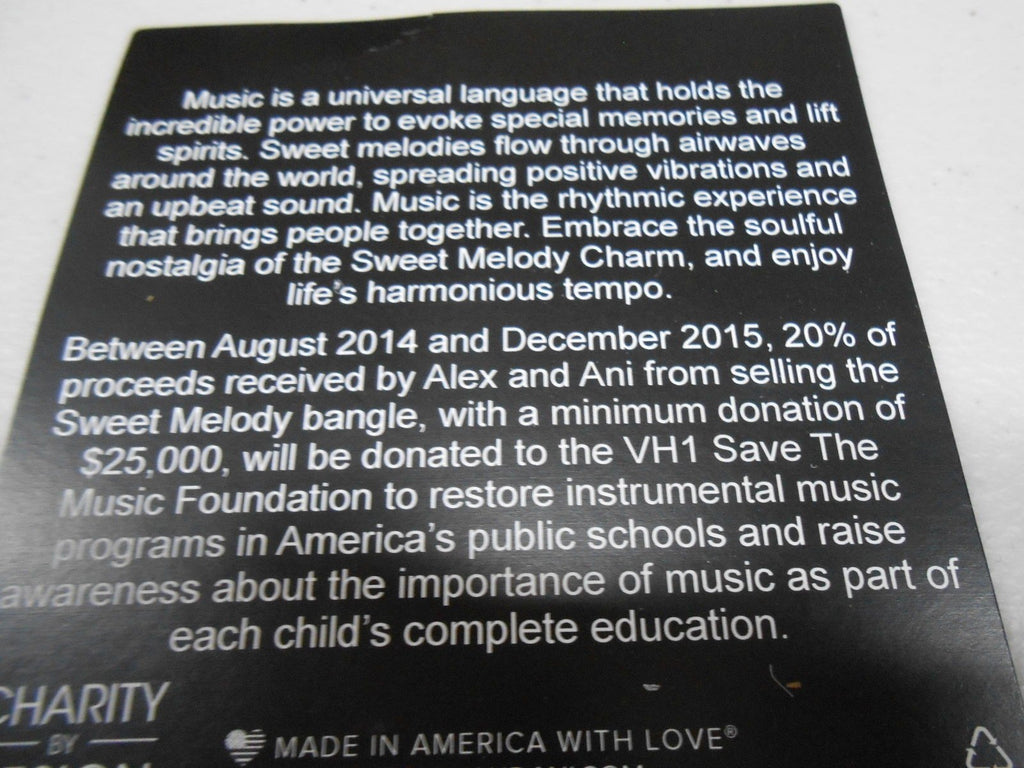 Music is a universal language that holds the
incredible power to evoke special memories and lift
spirits. Sweet melodies flow through airwaves
around the world, spreading positive vibrations and
an upbeat sound. Music is the rhythmic experience
that brings people together. Embrace the soulful
nostalgia of the Sweet Melody Charm, and enjoy
life's harmonious tempo.
Between August 2014 and December 2015, 20% of
proceeds received by Alex and Ani from selling the
Sweet Melody bangle, with a minimum donation of
$25,000, will be donated to the VH1 Save The
Music Foundation to restore instrumental music
programs in America's public schools and raise
awareness about the importance of music as part of
each child's complete education.
CHARITY
BY
MADE IN AMERICA WITH LOVE®